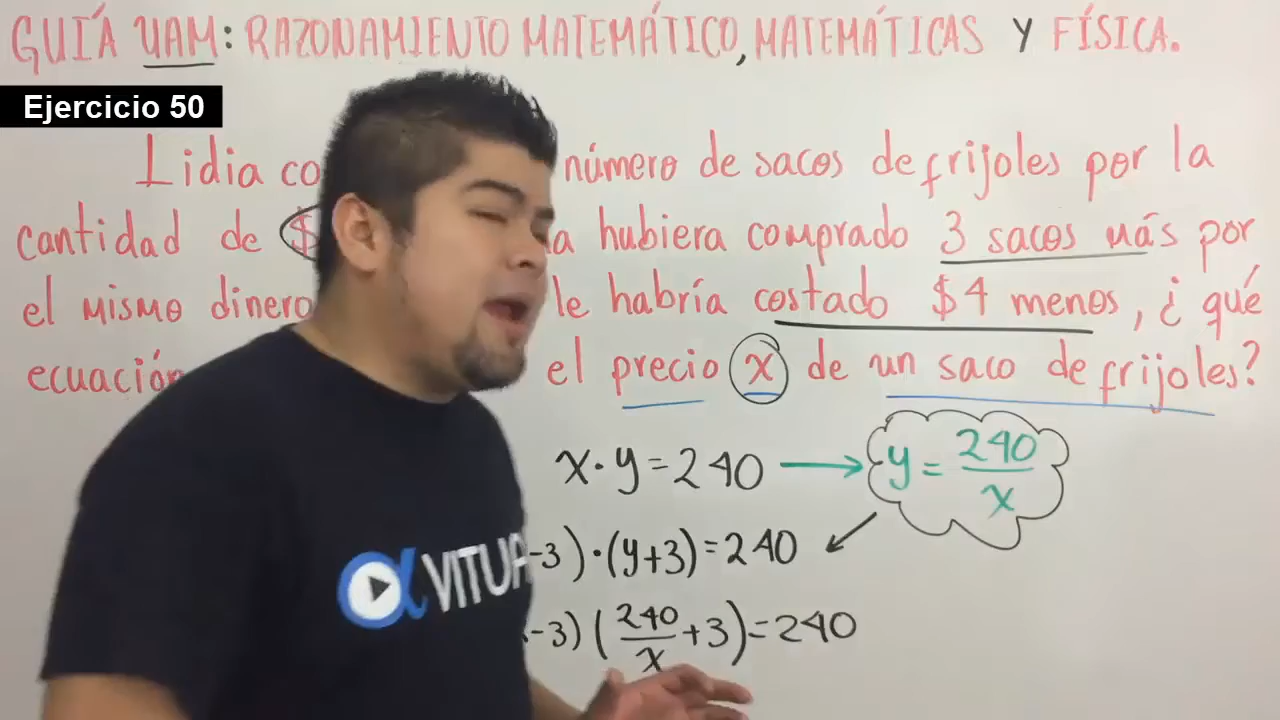 GUÍA UAM: RAZONAMIENTO MATEMÁTICO, MATEMÁTICAS Y FÍSICA.
Ejercicio 50
Lidia co número de sacos de frijoles por la
cantidad de $ a hubiera comprado 3 sacos más por
el mismo dinero le habría costado $4 menos, ¿qué
ecuación el precio x de un saco de frijoles?
x·y=240 → y = 240/x
-3)·(y+3)=240
-3)(240/x+3)=240
αVITUA